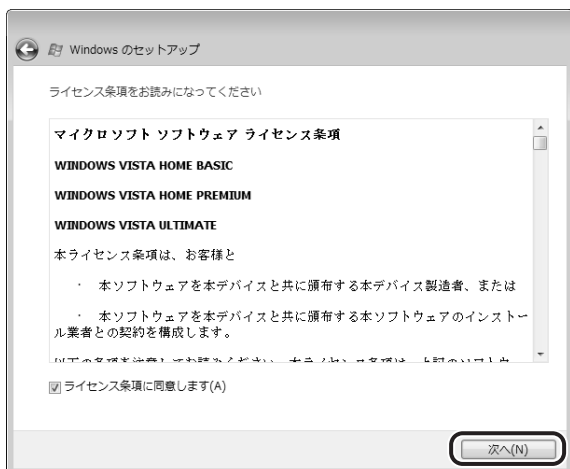 Windows のセットアップ
ライセンス条項をお読みになってください
マイクロソフト ソフトウェア ライセンス条項
WINDOWS VISTA HOME BASIC
WINDOWS VISTA HOME PREMIUM
WINDOWS VISTA ULTIMATE
本ライセンス条項は、お客様と
· 本ソフトウェアを本デバイスと共に頒布する本デバイス製造者、または
· 本ソフトウェアを本デバイスと共に頒布する本ソフトウェアのインストー
ル業者との契約を構成します。
ライセンス条項に同意します(A)
次へ(N)